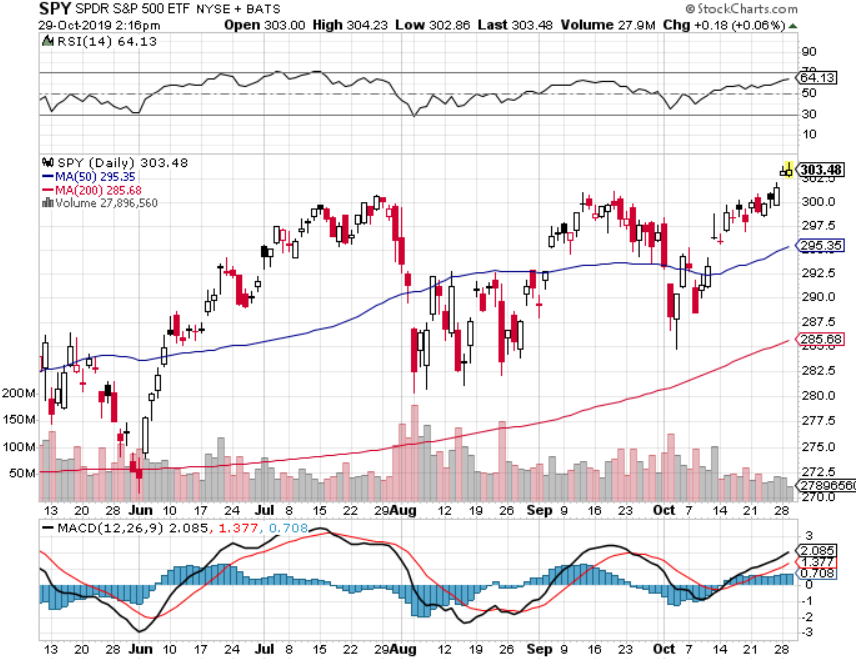 SPY SPDR S&P 500 ETF NYSE + BATS © StockCharts.com
29-Oct-2019 2:16pm Open 303.00 High 304.23 Low 302.86 Last 303.48 Volume 27.9M Chg +0.18 (+0.06%)
RSI(14) 64.13
90
70
64.13
50
30
10
SPY (Daily) 303.48
MA(50) 295.35
MA(200) 285.68
Volume 27,896,560
303.48
302.5
300.0
297.5
295.35
292.5
290.0
287.5
285.68
285.0
282.5
200M 280.0
150M 277.5
100M 275.0
50M 272.5
27896560
270.0
13 20 28 Jun 10 17 24 Jul 8 15 22 29 Aug 12 19 26 Sep 9 16 23 Oct 7 14 21 28
MACD(12,26,9) 2.085, 1.377, 0.708
3
2.085
1.377
0.708
0
-1
-2
-3
13 20 28 Jun 10 17 24 Jul 8 15 22 29 Aug 12 19 26 Sep 9 16 23 Oct 7 14 21 28